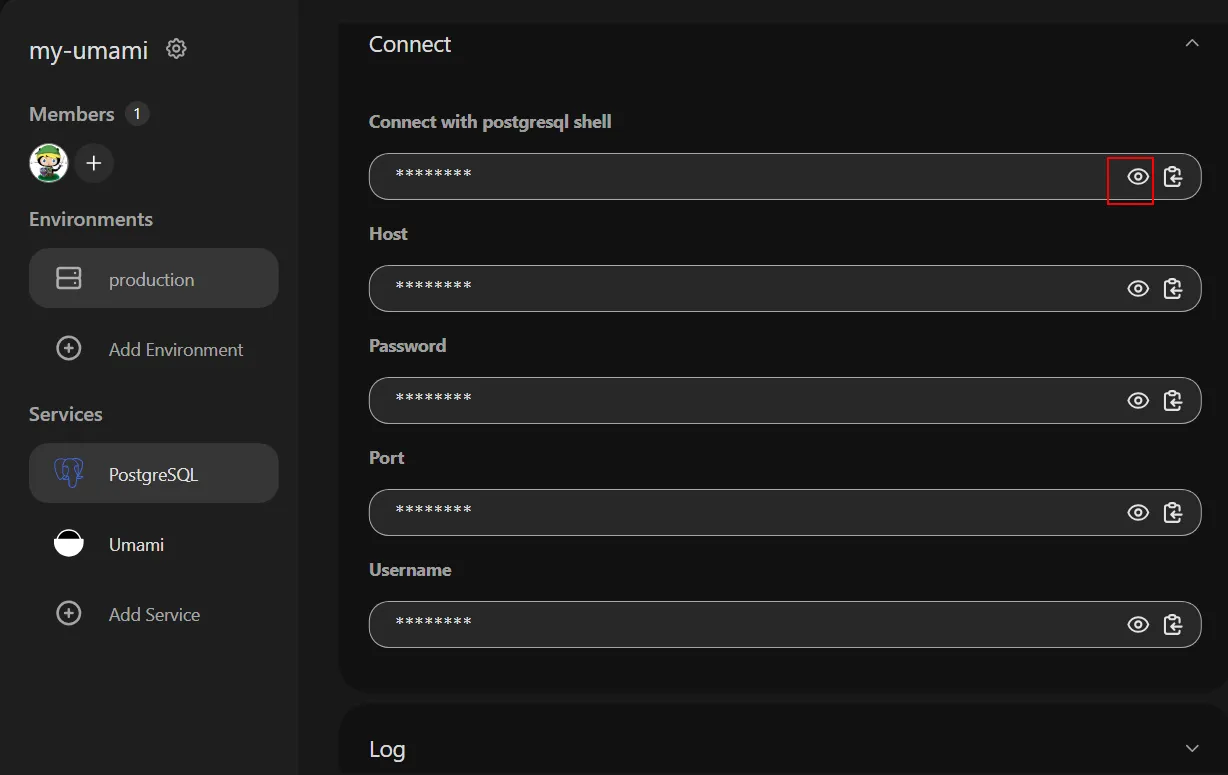 my-umami
Members 1
Environments
production
Add Environment
Services
PostgreSQL
Umami
Add Service
Connect
Connect with postgresql shell
********
Host
********
Password
********
Port
********
Username
********
Log